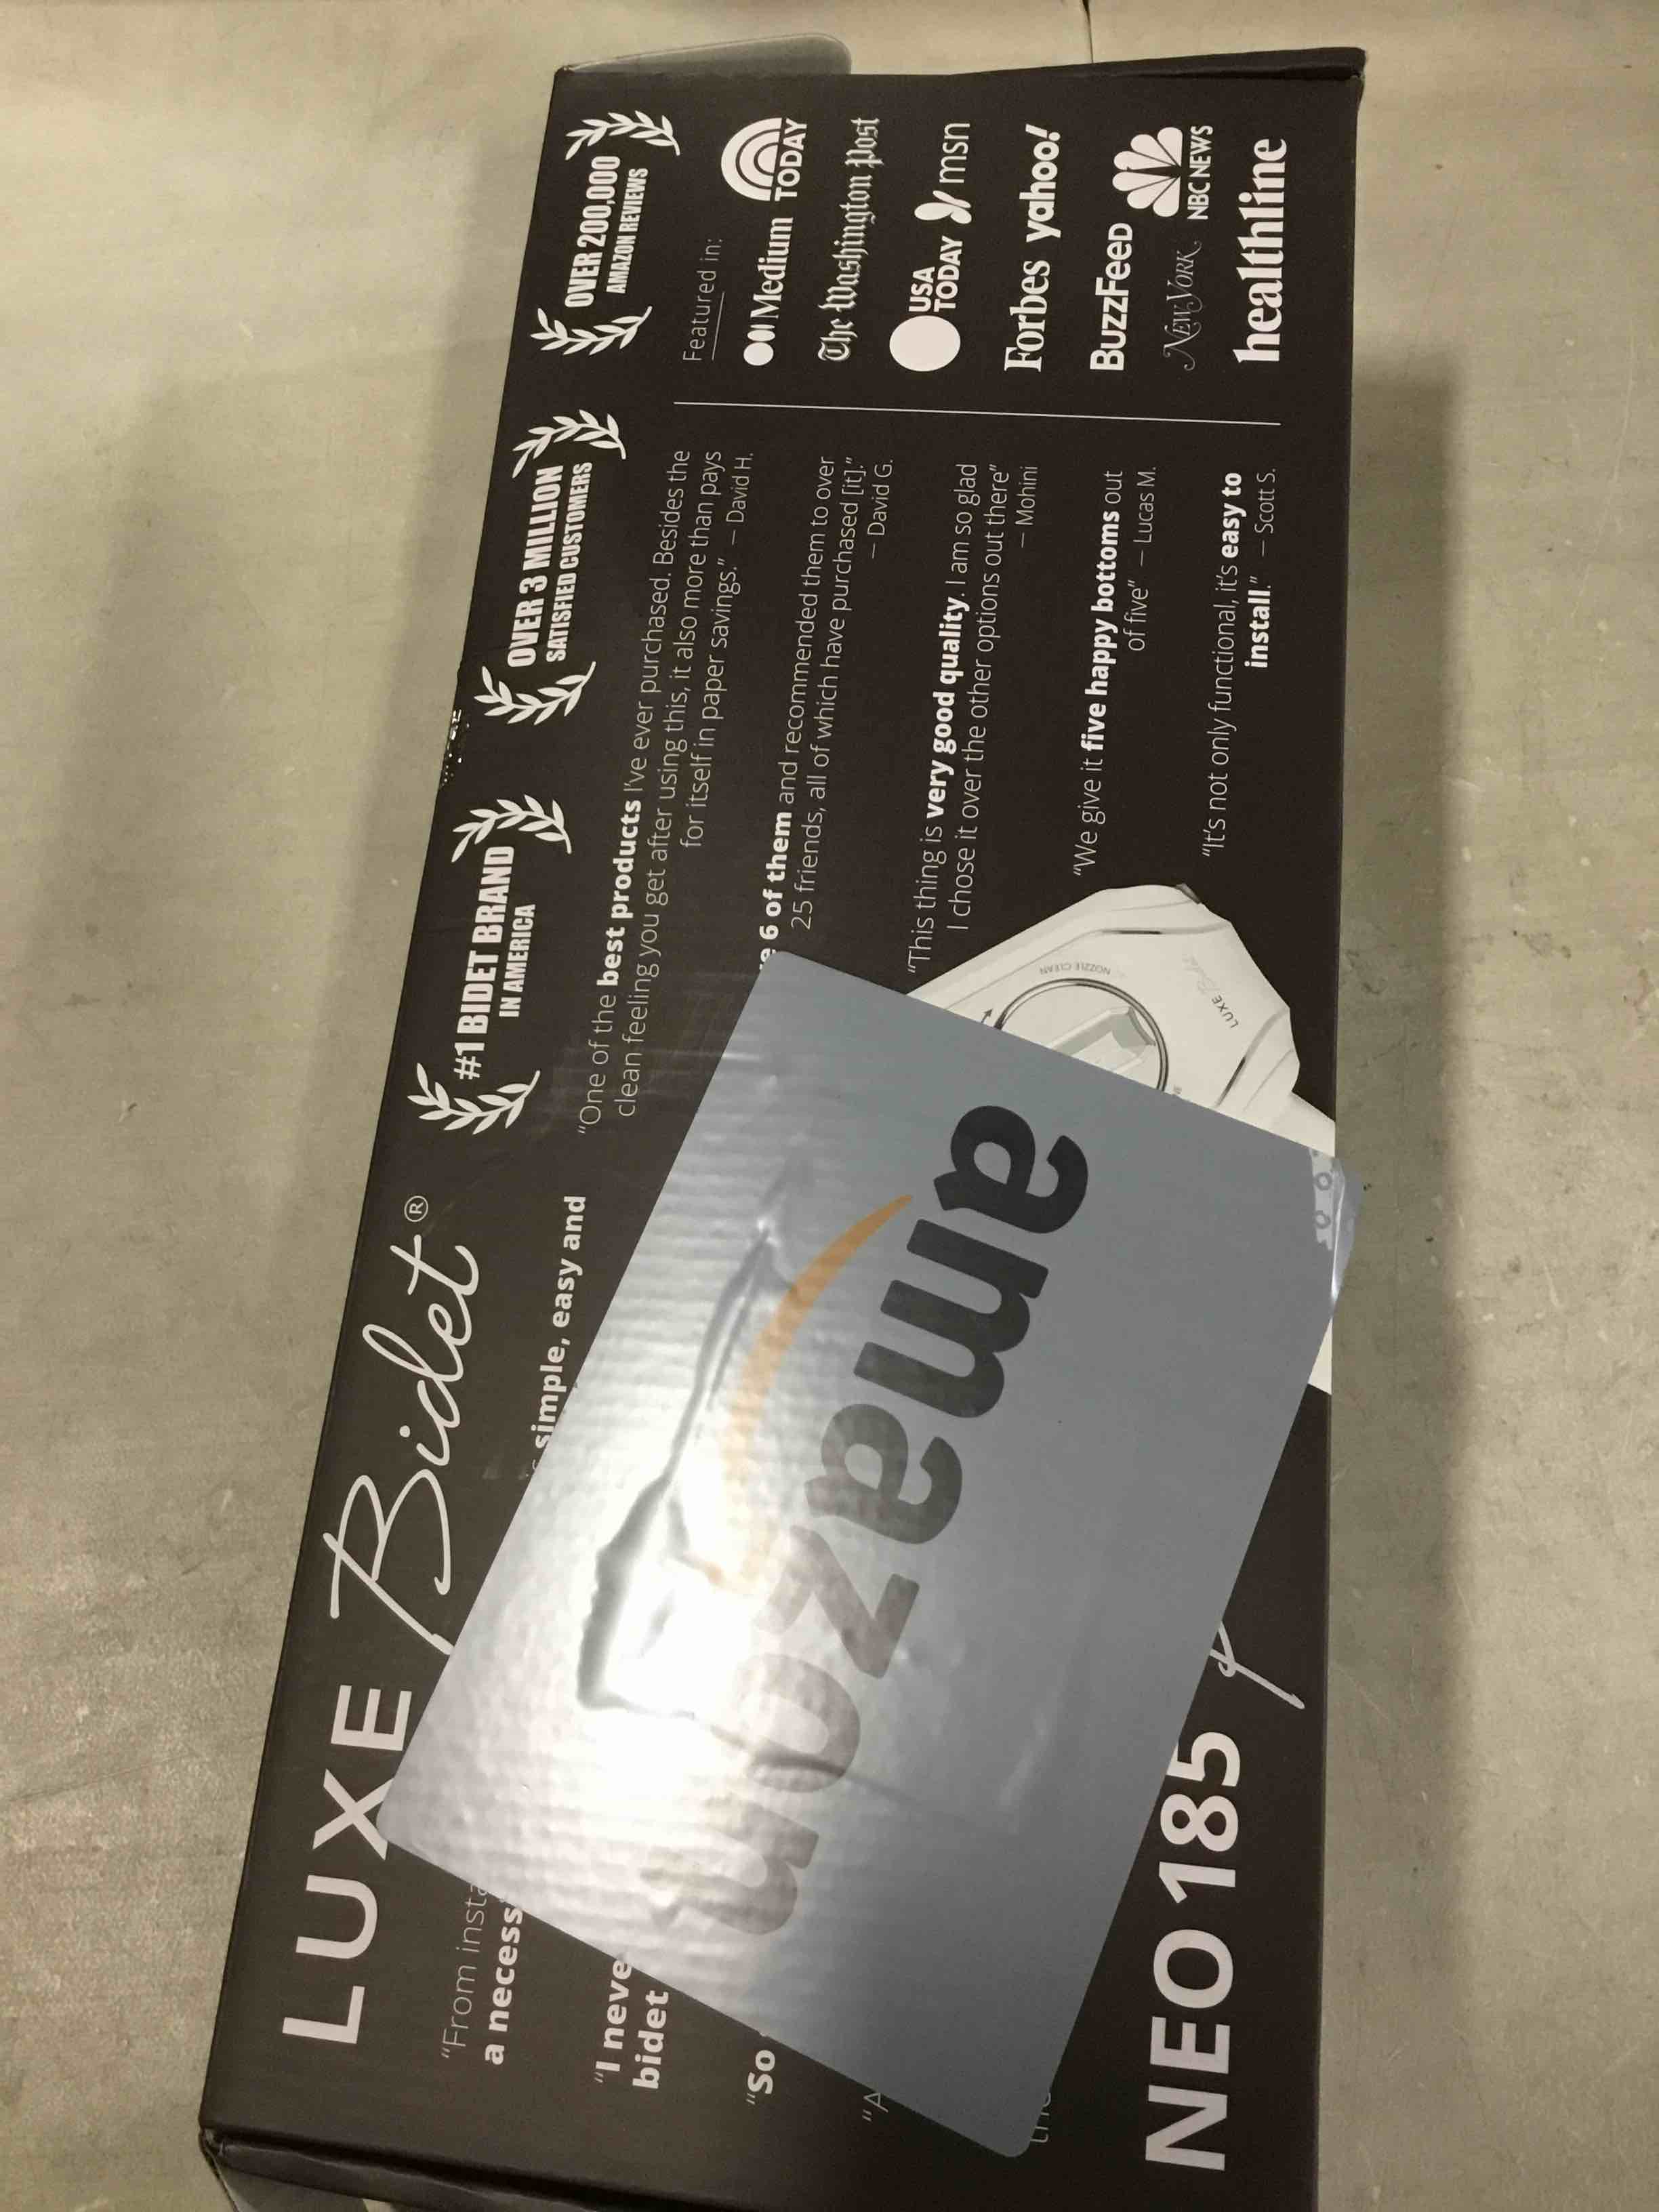 LUXE Bidet®
#1 BIDET BRAND
IN AMERICA
OVER 3 MILLION
SATISFIED CUSTOMERS
OVER 200,000
AMAZON REVIEWS
"From
a
simple, easy and
"I
bidet
"So
"One of the best products I've ever purchased. Besides the
clean feeling you get after using this, it also more than pays
for itself in paper savings." – David H.
6 of them and recommended them to over
25 friends, all of which have purchased [it]."
– David G.
"This thing is very good quality. I am so glad
I chose it over the other options out there"
– Mohini
"We give it five happy bottoms out
of five" – Lucas M.
"It's not only functional, it's easy to
install." – Scott S.
Featured in:
Medium TODAY
The Washington Post
USA TODAY msn
Forbes yahoo!
BuzzFeeD
NEW YORK NBC NEWS
healthline
NOZZLE CLEAN
LUXE Bidet
amazon
NEO 185